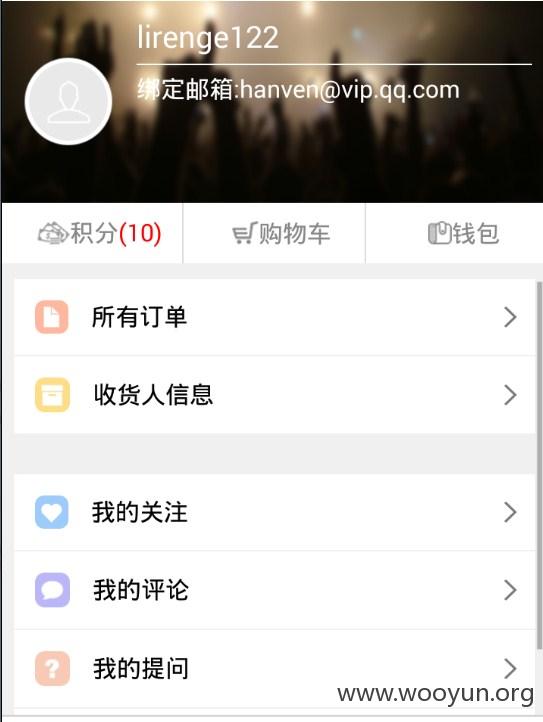 lirenge122
绑定邮箱:hanven@vip.qq.com
积分(10) 购物车 钱包
所有订单
收货人信息
我的关注
我的评论
我的提问
www.wooyun.org